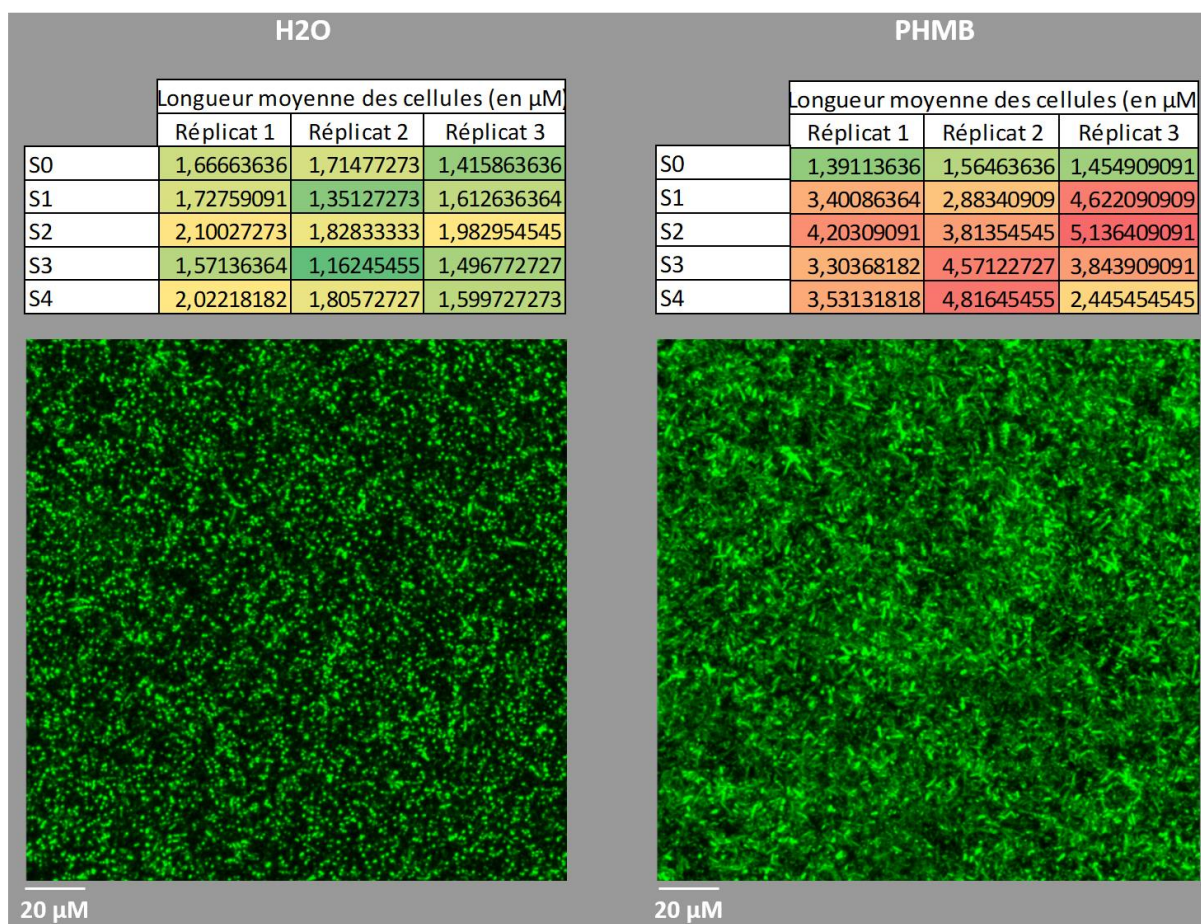 H2O
Longueur moyenne des cellules (en µM)
Réplicat 1 Réplicat 2 Réplicat 3
S0 1,66663636 1,71477273 1,415863636
S1 1,72759091 1,35127273 1,612636364
S2 2,10027273 1,82833333 1,982954545
S3 1,57136364 1,16245455 1,496772727
S4 2,02218182 1,80572727 1,599727273
20 µM
PHMB
Longueur moyenne des cellules (en µM
Réplicat 1 Réplicat 2 Réplicat 3
S0 1,39113636 1,56463636 1,454909091
S1 3,40086364 2,88340909 4,622090909
S2 4,20309091 3,81354545 5,136409091
S3 3,30368182 4,57122727 3,843909091
S4 3,53131818 4,81645455 2,445454545
20 µM